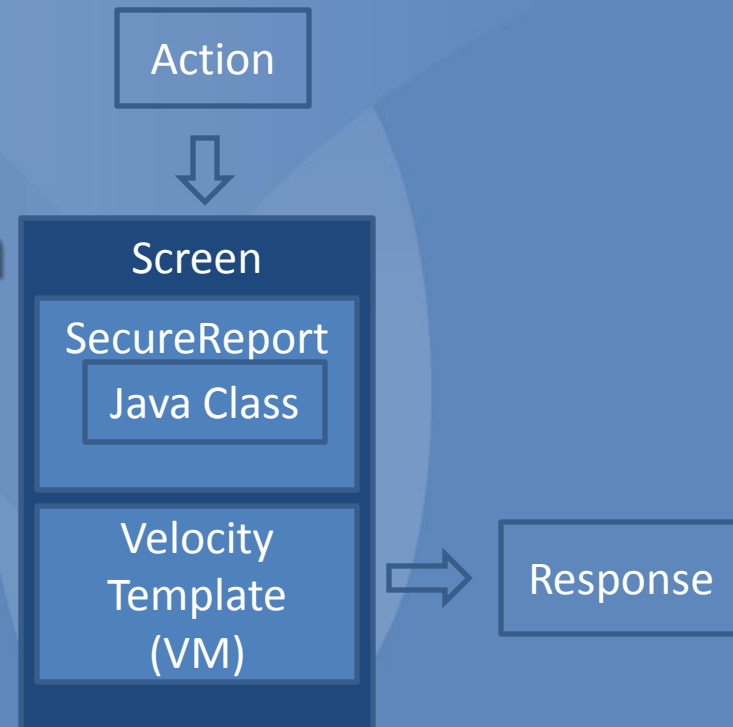 Action
Screen
SecureReport
Java Class
Velocity
Template
(VM)
Response